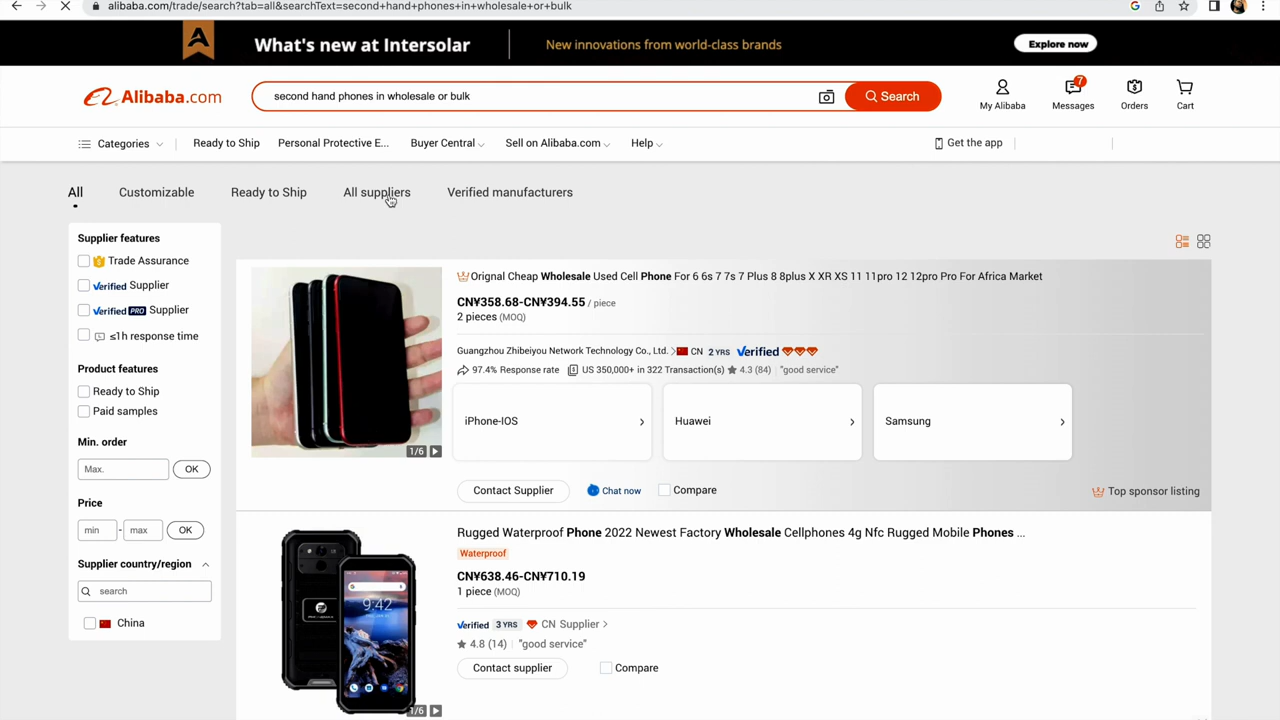 alibaba.com/trade/search?tab=all&searchText=second+hand+phones+in+wholesale+or+bulk
What's new at Intersolar
New innovations from world-class brands
Explore now
Alibaba.com
second hand phones in wholesale or bulk
Search
My Alibaba
7
Messages
Orders
Cart
Categories
Ready to Ship
Personal Protective E...
Buyer Central
Sell on Alibaba.com
Help
Get the app
All
Customizable
Ready to Ship
All suppliers
Verified manufacturers
Supplier features
Trade Assurance
Verified Supplier
Verified PRO Supplier
≤1h response time
Product features
Ready to Ship
Paid samples
Min. order
Max.
OK
Price
min - max
OK
Supplier country/region
search
China
Orignal Cheap Wholesale Used Cell Phone For 6 6s 7 7s 7 Plus 8 8plus X XR XS 11 11pro 12 12pro Pro For Africa Market
CN¥358.68-CN¥394.55 / piece
2 pieces (MOQ)
Guangzhou Zhibeiyou Network Technology Co., Ltd. CN 2 YRS Verified
97.4% Response rate US 350,000+ in 322 Transaction(s) 4.3 (84) "good service"
iPhone-IOS
Huawei
Samsung
1/6
Contact Supplier
Chat now
Compare
Top sponsor listing
Rugged Waterproof Phone 2022 Newest Factory Wholesale Cellphones 4g Nfc Rugged Mobile Phones ...
Waterproof
CN¥638.46-CN¥710.19
1 piece (MOQ)
Verified 3 YRS CN Supplier >
4.8 (14) "good service"
Contact supplier
Compare
9:42
1/6